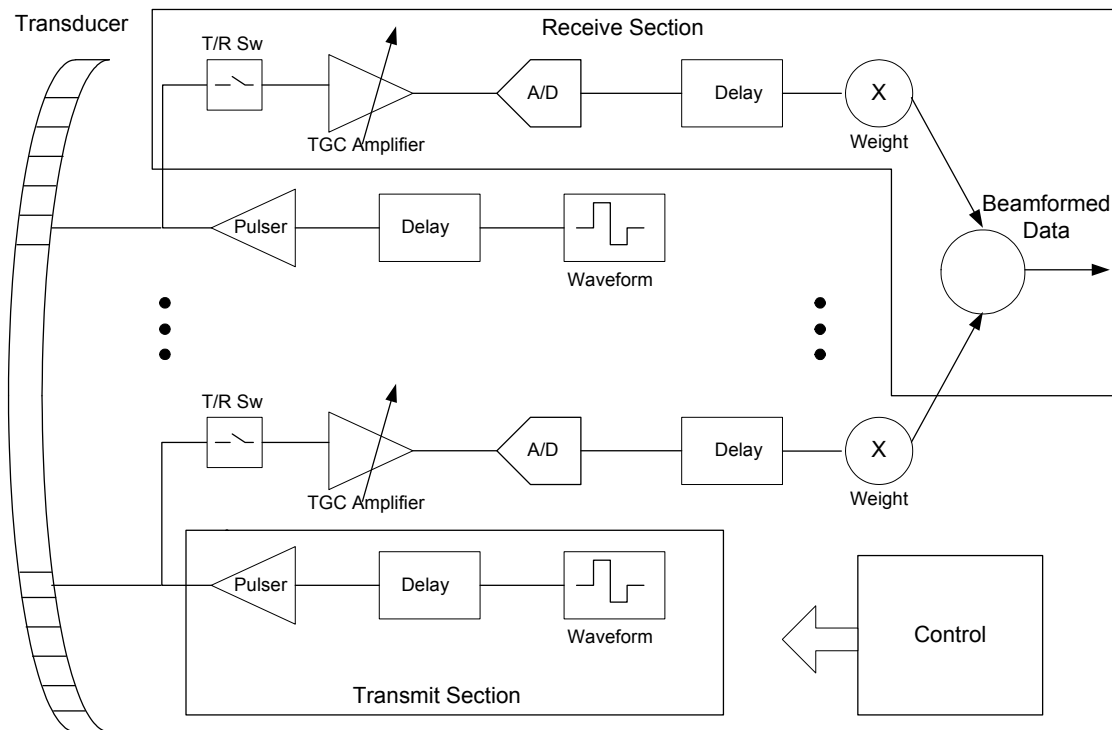 Transducer
Receive Section
T/R Sw
A/D
Delay
X
TGC Amplifier
Weight
Beamformed
Data
Pulser
Delay
Waveform
T/R Sw
A/D
Delay
X
TGC Amplifier
Weight
Pulser
Delay
Waveform
Control
Transmit Section